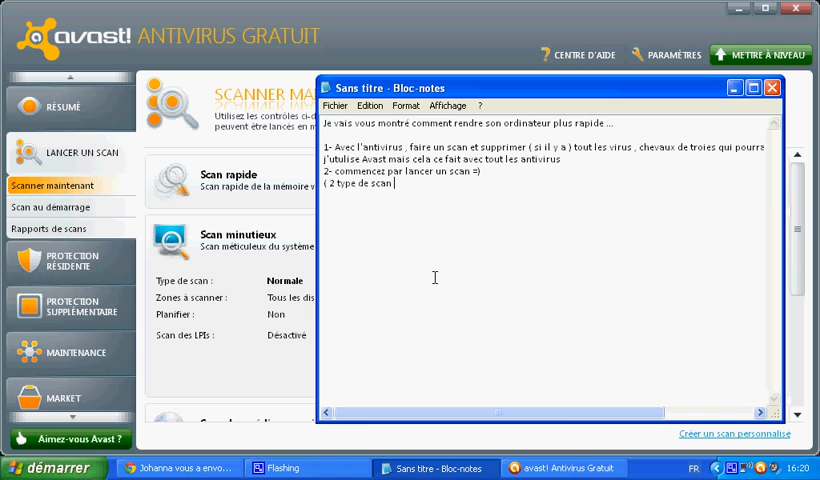 avast! ANTIVIRUS GRATUIT
CENTRE D'AIDE
PARAMÈTRES
METTRE À NIVEAU
RÉSUMÉ
LANCER UN SCAN
Scanner maintenant
Scan au démarrage
Rapports de scans
PROTECTION
RÉSIDENTE
PROTECTION
SUPPLÉMENTAIRE
MAINTENANCE
MARKET
Aimez-vous Avast ?
SCANNER MA
Utilisez les contrôles ci-d
peuvent être lancés en m
Scan rapide
Scan rapide de la mémoire v
Scan minutieux
Scan méticuleux du système
Type de scan : Normale
Zones à scanner : Tous les dis
Planifier : Non
Scan des LPIs : Désactivé
Créer un scan personnalisé
Sans titre - Bloc-notes
Fichier Edition Format Affichage ?
Je vais vous montré comment rendre son ordinateur plus rapide ...
1- Avec l'antivirus , faire un scan et supprimer ( si il y a ) tout les virus , chevaux de troies qui pourra
j'utulise Avast mais cela ce fait avec tout les antivirus
2- commencez par lancer un scan =)
( 2 type de scan
démarrer
Johanna vous a envo...
Flashing
Sans titre - Bloc-notes
avast! Antivirus Gratuit
FR
16:20